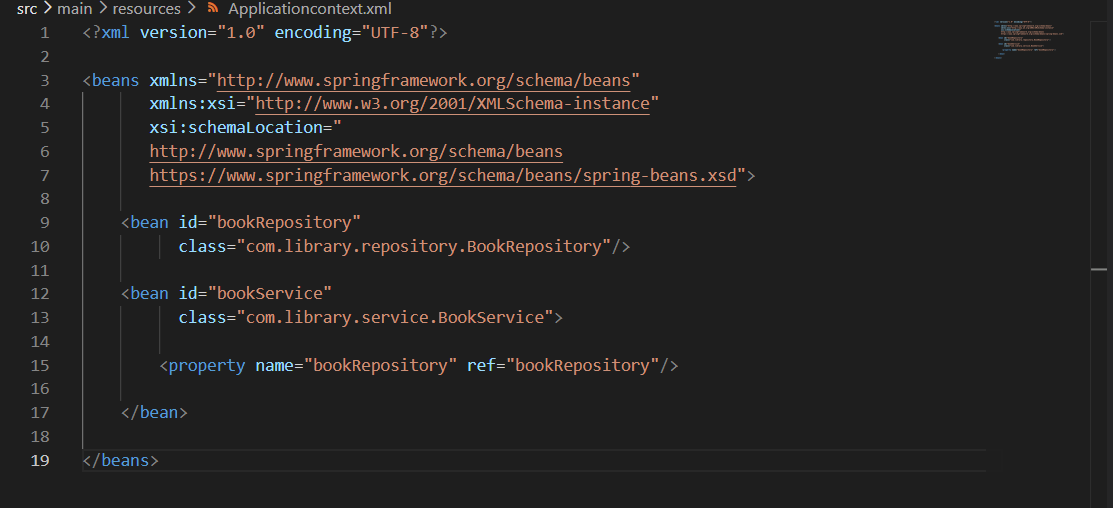 src > main > resources > Applicationcontext.xml
1 <?xml version="1.0" encoding="UTF-8"?>
2
3 <beans xmlns="http://www.springframework.org/schema/beans"
4 xmlns:xsi="http://www.w3.org/2001/XMLSchema-instance"
5 xsi:schemaLocation="
6 http://www.springframework.org/schema/beans
7 https://www.springframework.org/schema/beans/spring-beans.xsd">
8
9 <bean id="bookRepository"
10 class="com.library.repository.BookRepository"/>
11
12 <bean id="bookService"
13 class="com.library.service.BookService">
14
15 <property name="bookRepository" ref="bookRepository"/>
16
17 </bean>
18
19 </beans>